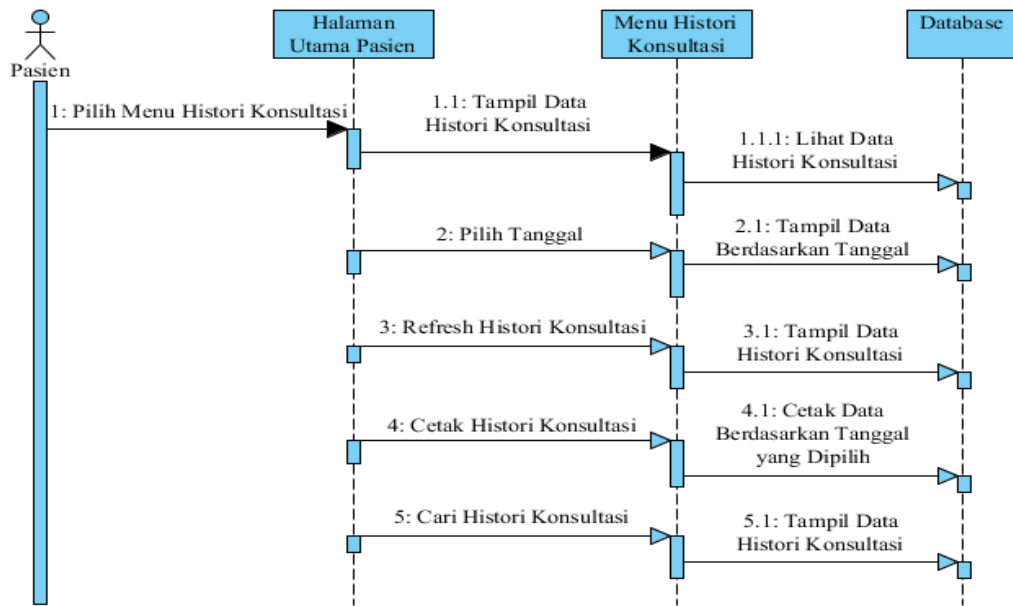 Halaman
Utama Pasien
Menu Histori
Konsultasi
Database
Pasien
1: Pilih Menu Histori Konsultasi
1.1: Tampil Data
Histori Konsultasi
1.1.1: Lihat Data
Histori Konsultasi
2: Pilih Tanggal
2.1: Tampil Data
Berdasarkan Tanggal
3: Refresh Histori Konsultasi
3.1: Tampil Data
Histori Konsultasi
4: Cetak Histori Konsultasi
4.1: Cetak Data
Berdasarkan Tanggal
yang Dipilih
5: Cari Histori Konsultasi
5.1: Tampil Data
Histori Konsultasi